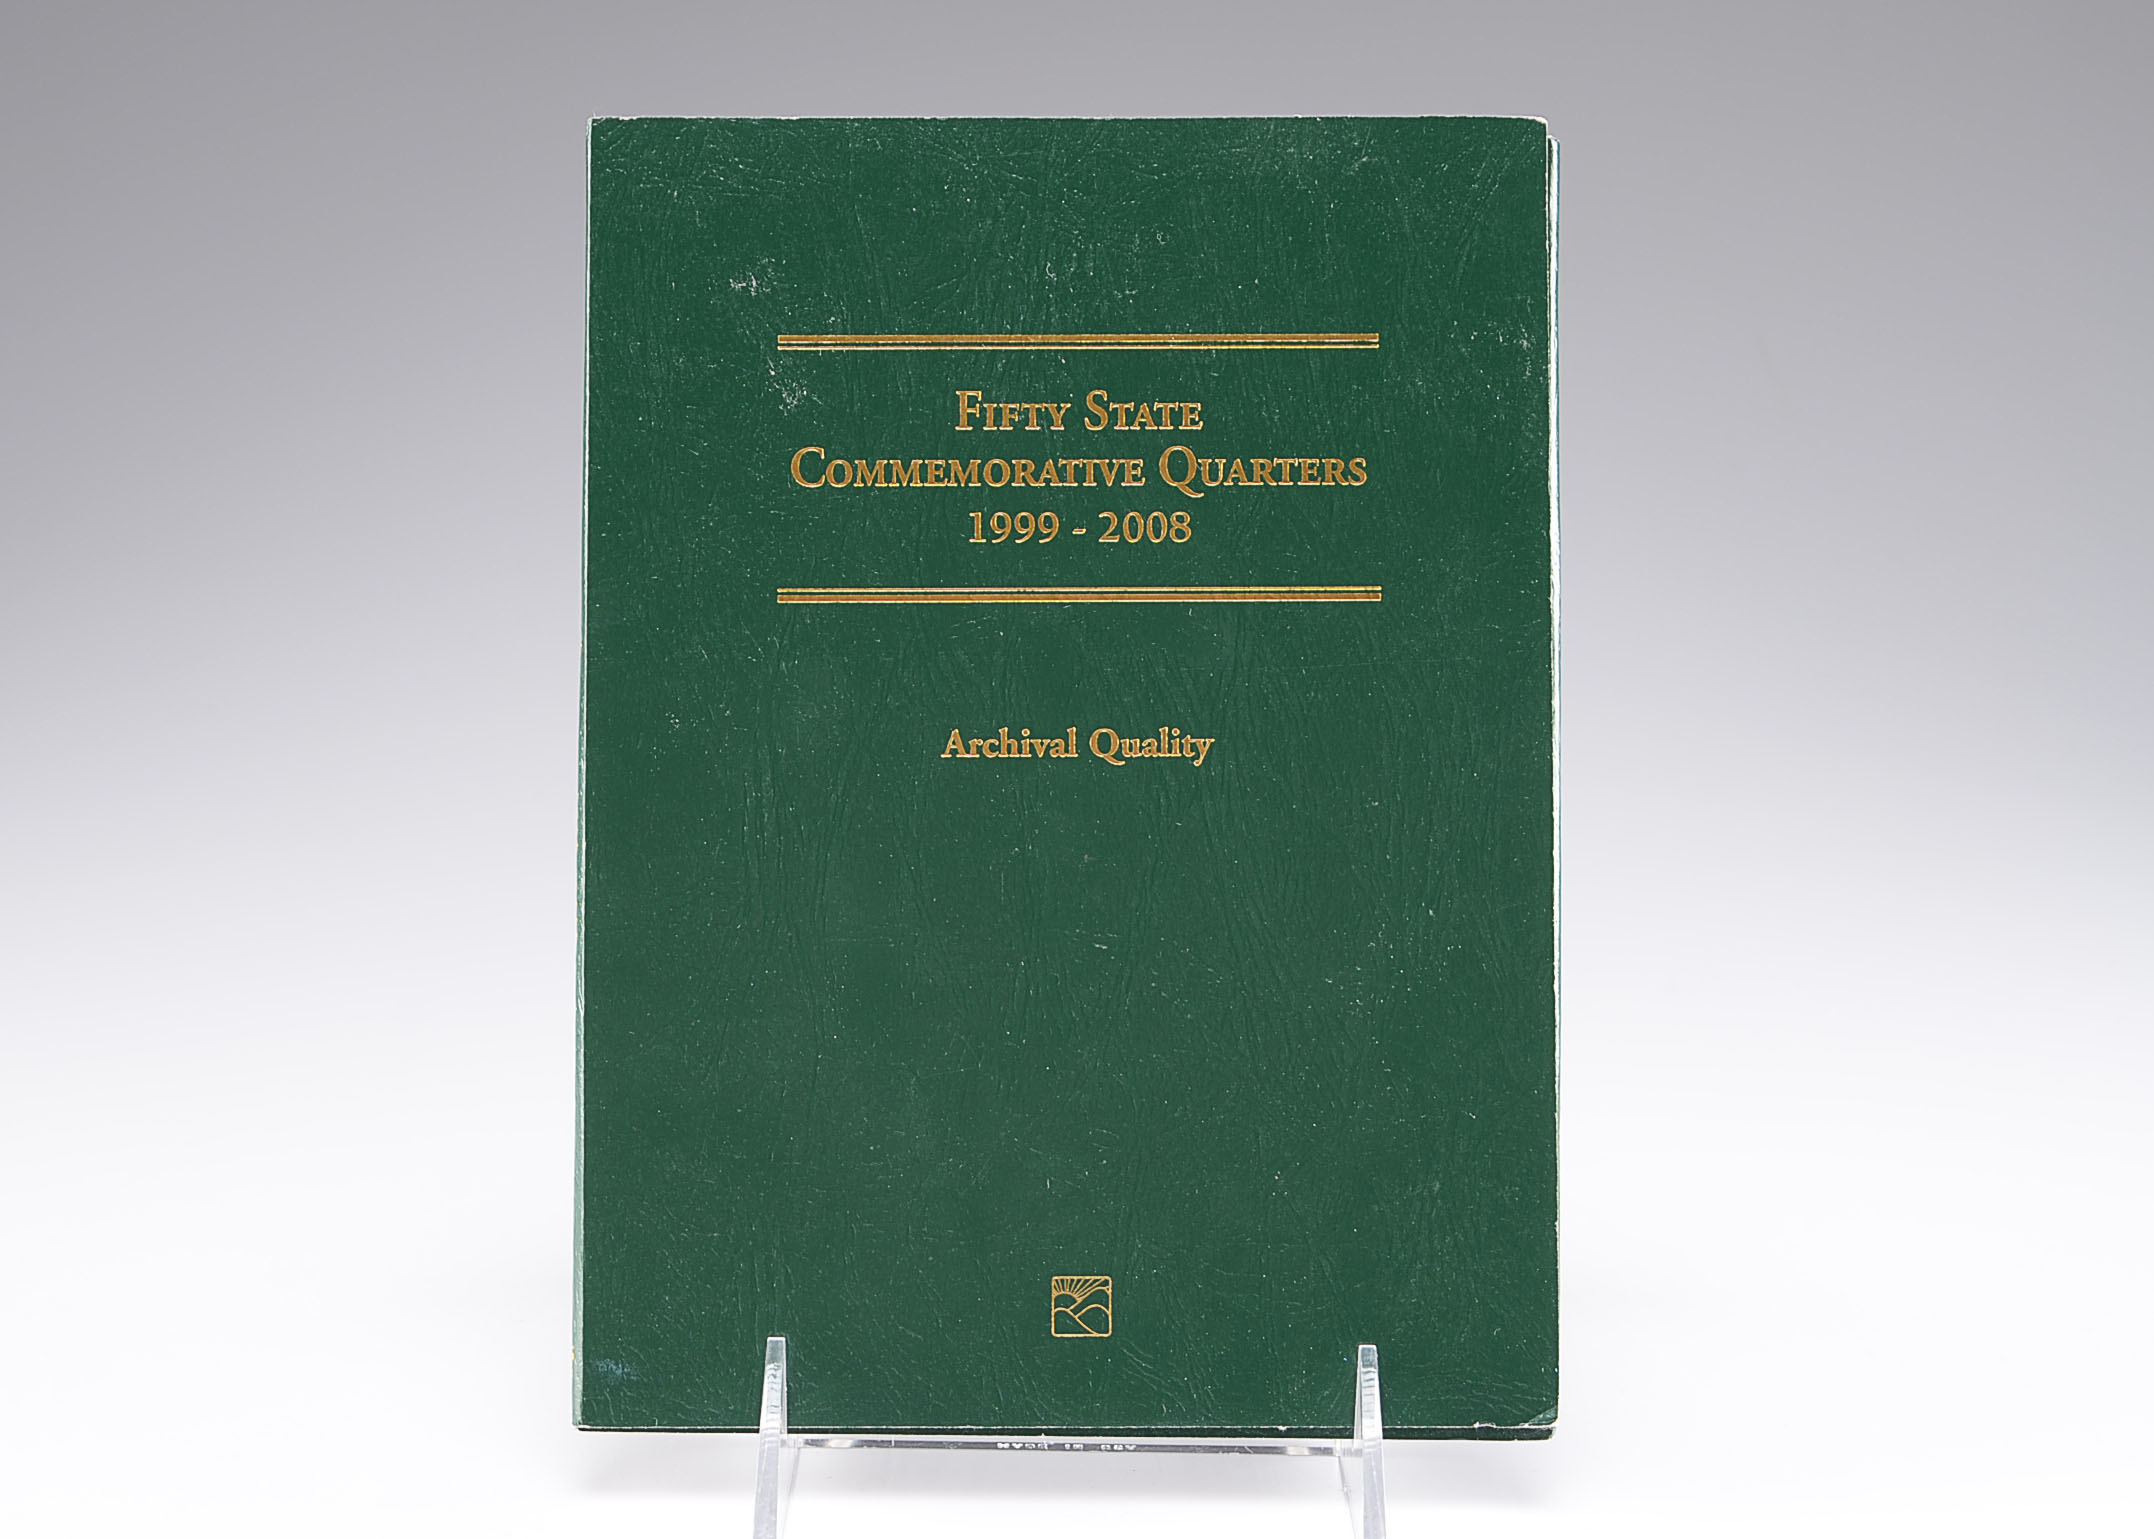 Fifty State
Commemorative Quarters
1999 - 2008
Archival Quality